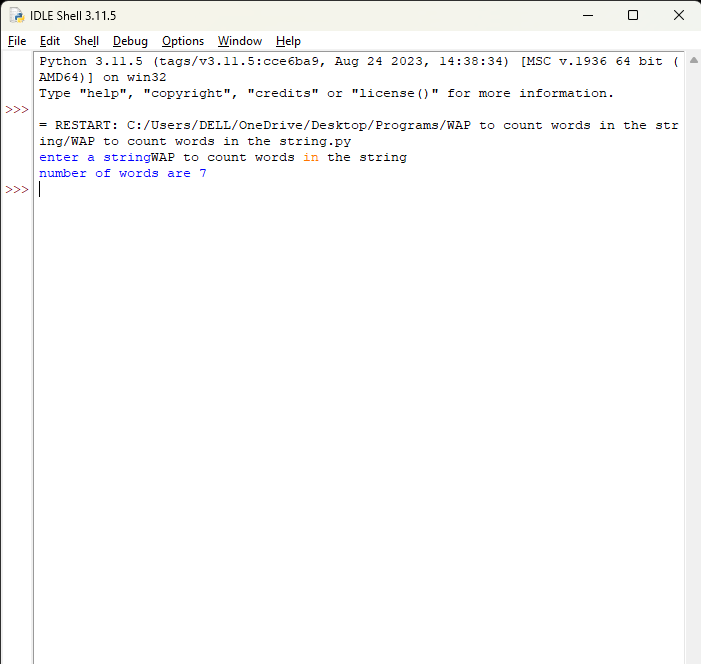 IDLE Shell 3.11.5
File Edit Shell Debug Options Window Help
Python 3.11.5 (tags/v3.11.5:cce6ba9, Aug 24 2023, 14:38:34) [MSC v.1936 64 bit (
AMD64)] on win32
Type "help", "copyright", "credits" or "license()" for more information.
>>>
= RESTART: C:/Users/DELL/OneDrive/Desktop/Programs/WAP to count words in the str
ing/WAP to count words in the string.py
enter a stringWAP to count words in the string
number of words are 7
>>>